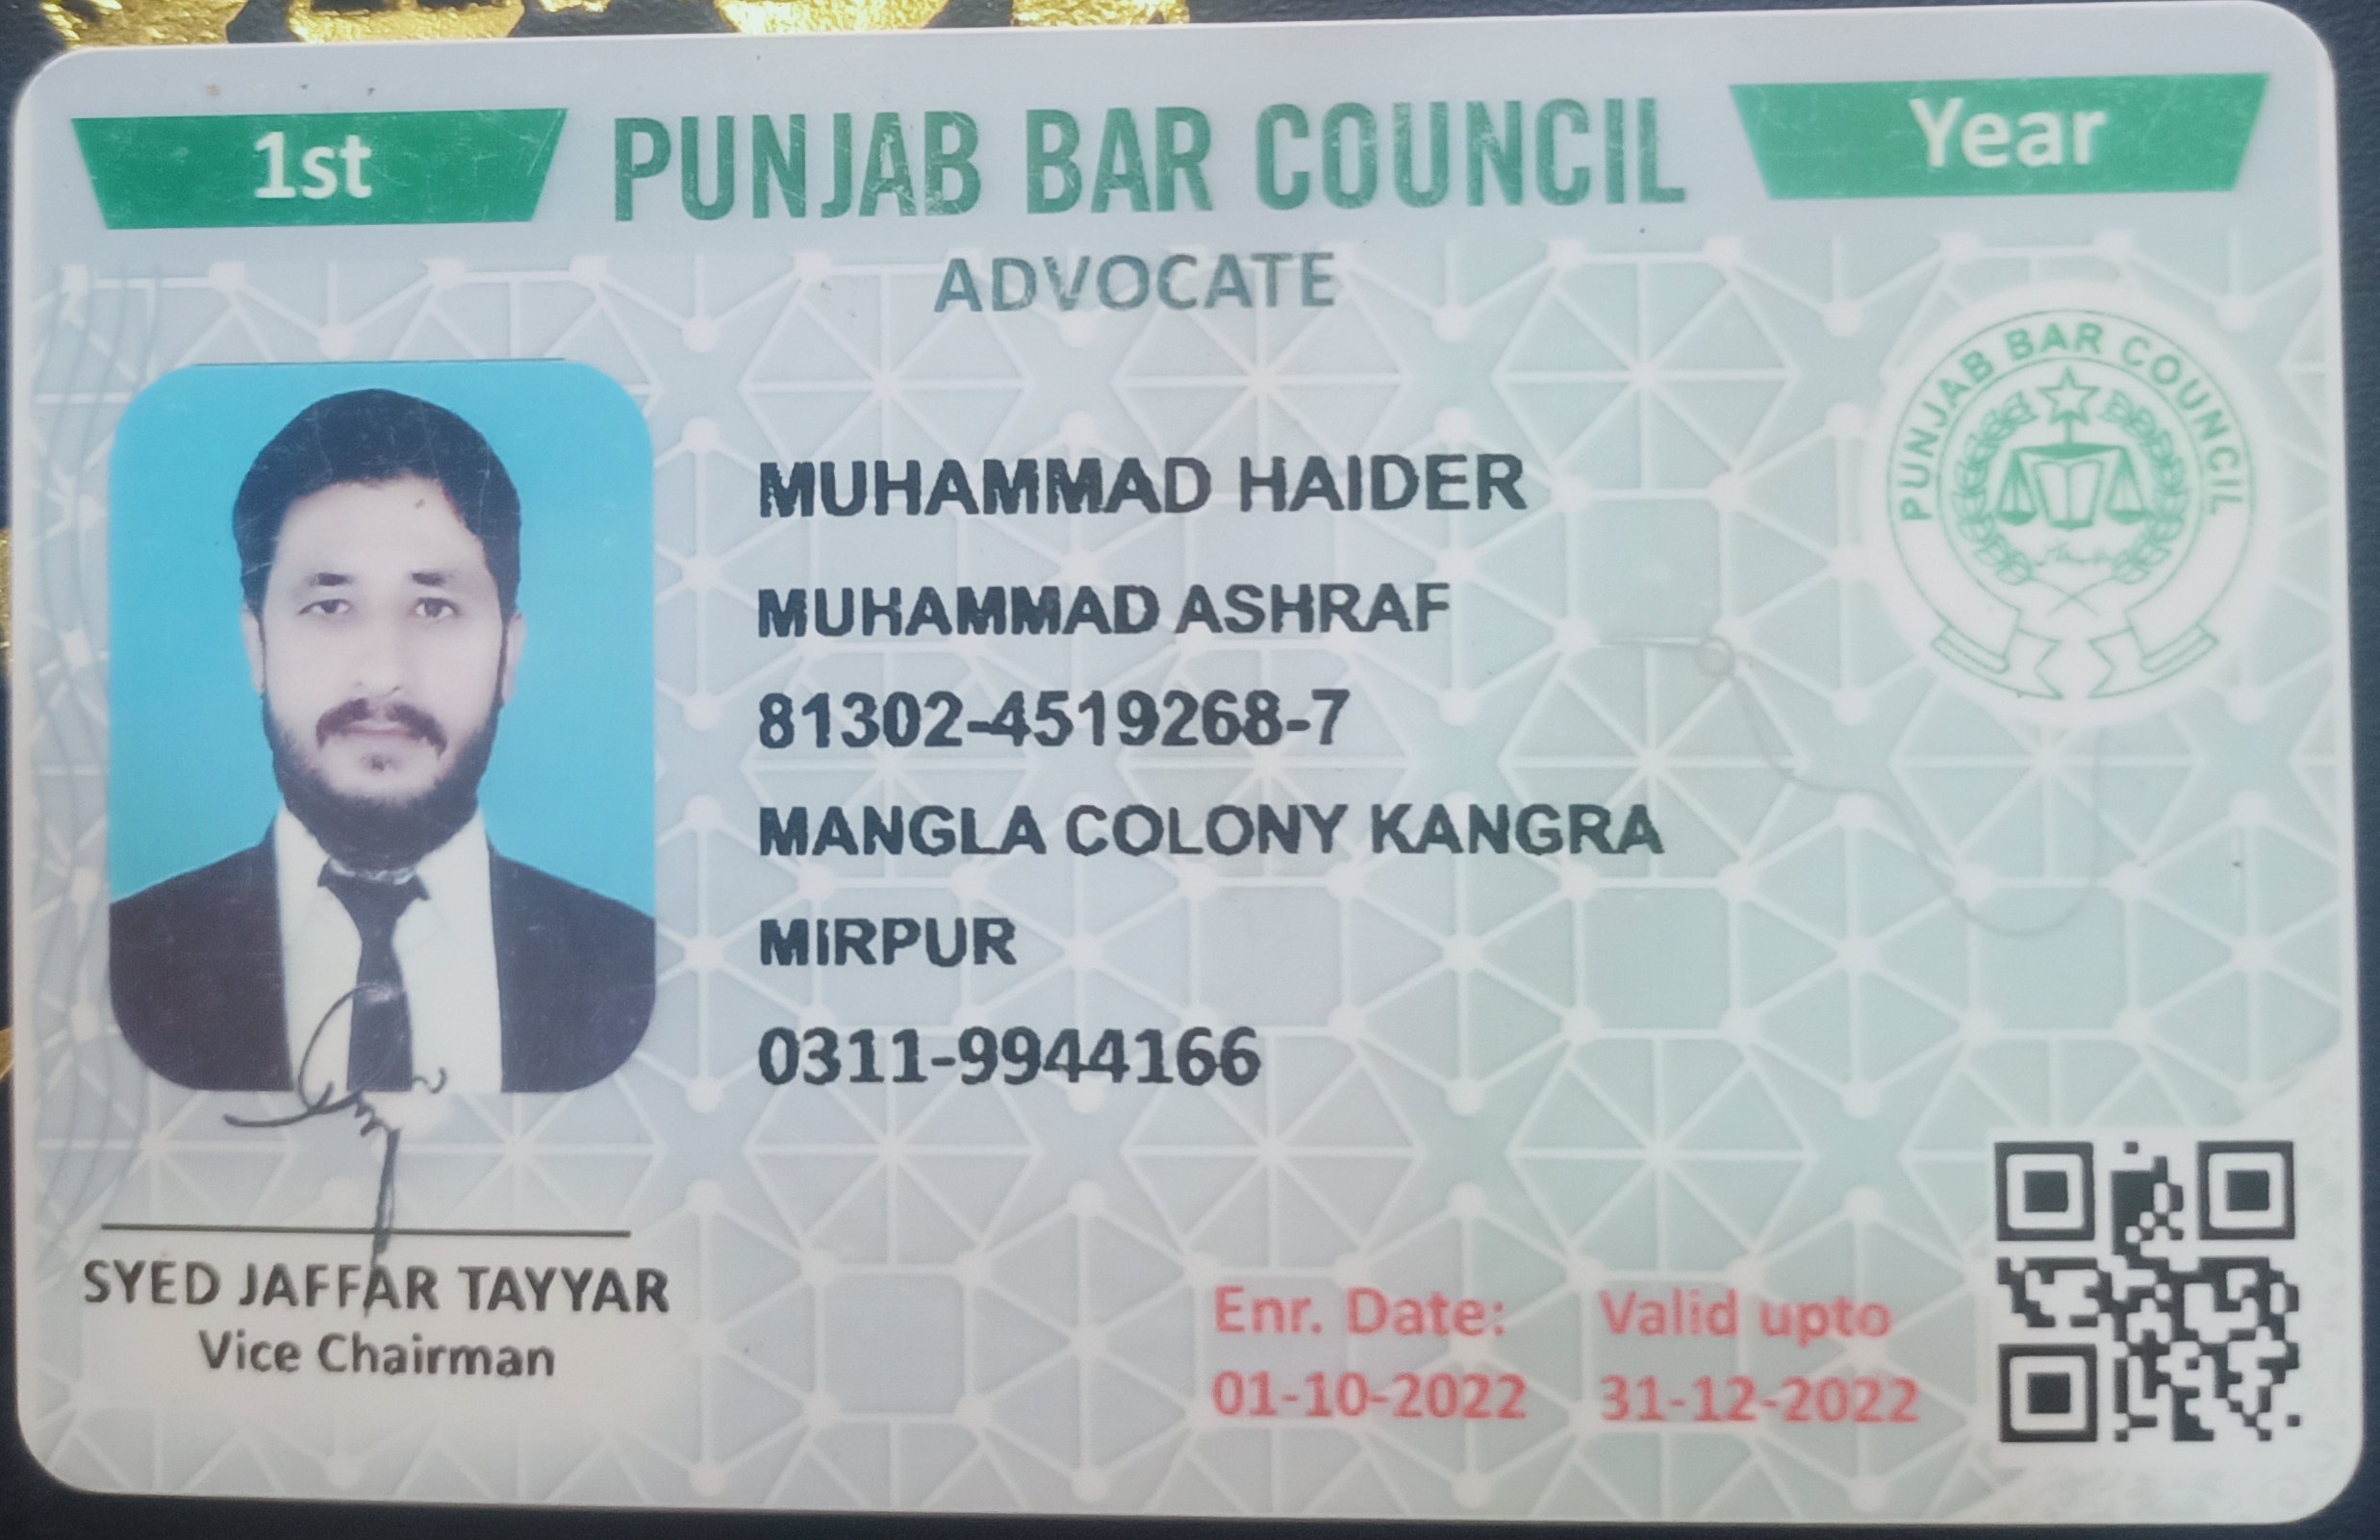 1st PUNJAB BAR COUNCIL Year
ADVOCATE
PUNJAB BAR COUNCIL
MUHAMMAD HAIDER
MUHAMMAD ASHRAF
81302-4519268-7
MANGLA COLONY KANGRA
MIRPUR
0311-9944166
SYED JAFFAR TAYYAR
Vice Chairman
Enr. Date: Valid upto
01-10-2022 31-12-2022